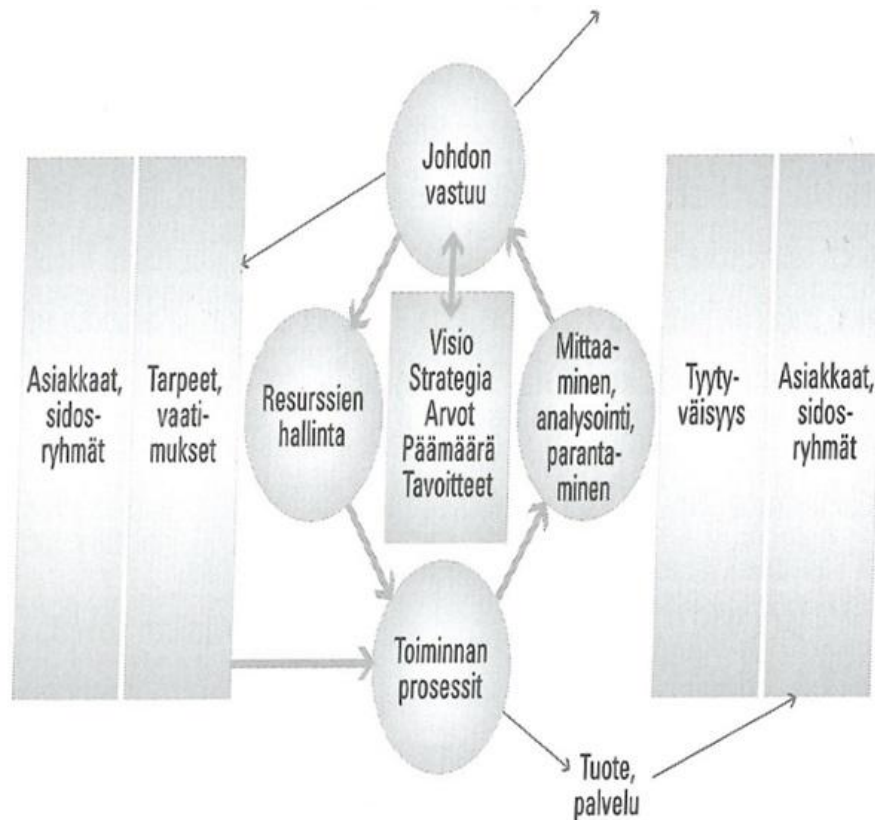 Johdon
vastuu
Asiakkaat,
sidos-
ryhmät
Tarpeet,
vaati-
mukset
Resurssien
hallinta
Visio
Strategia
Arvot
Päämäärä
Tavoitteet
Mittaa-
minen,
analysointi,
paranta-
minen
Tyyty-
väisyys
Asiakkaat,
sidos-
ryhmät
Toiminnan
prosessit
Tuote,
palvelu